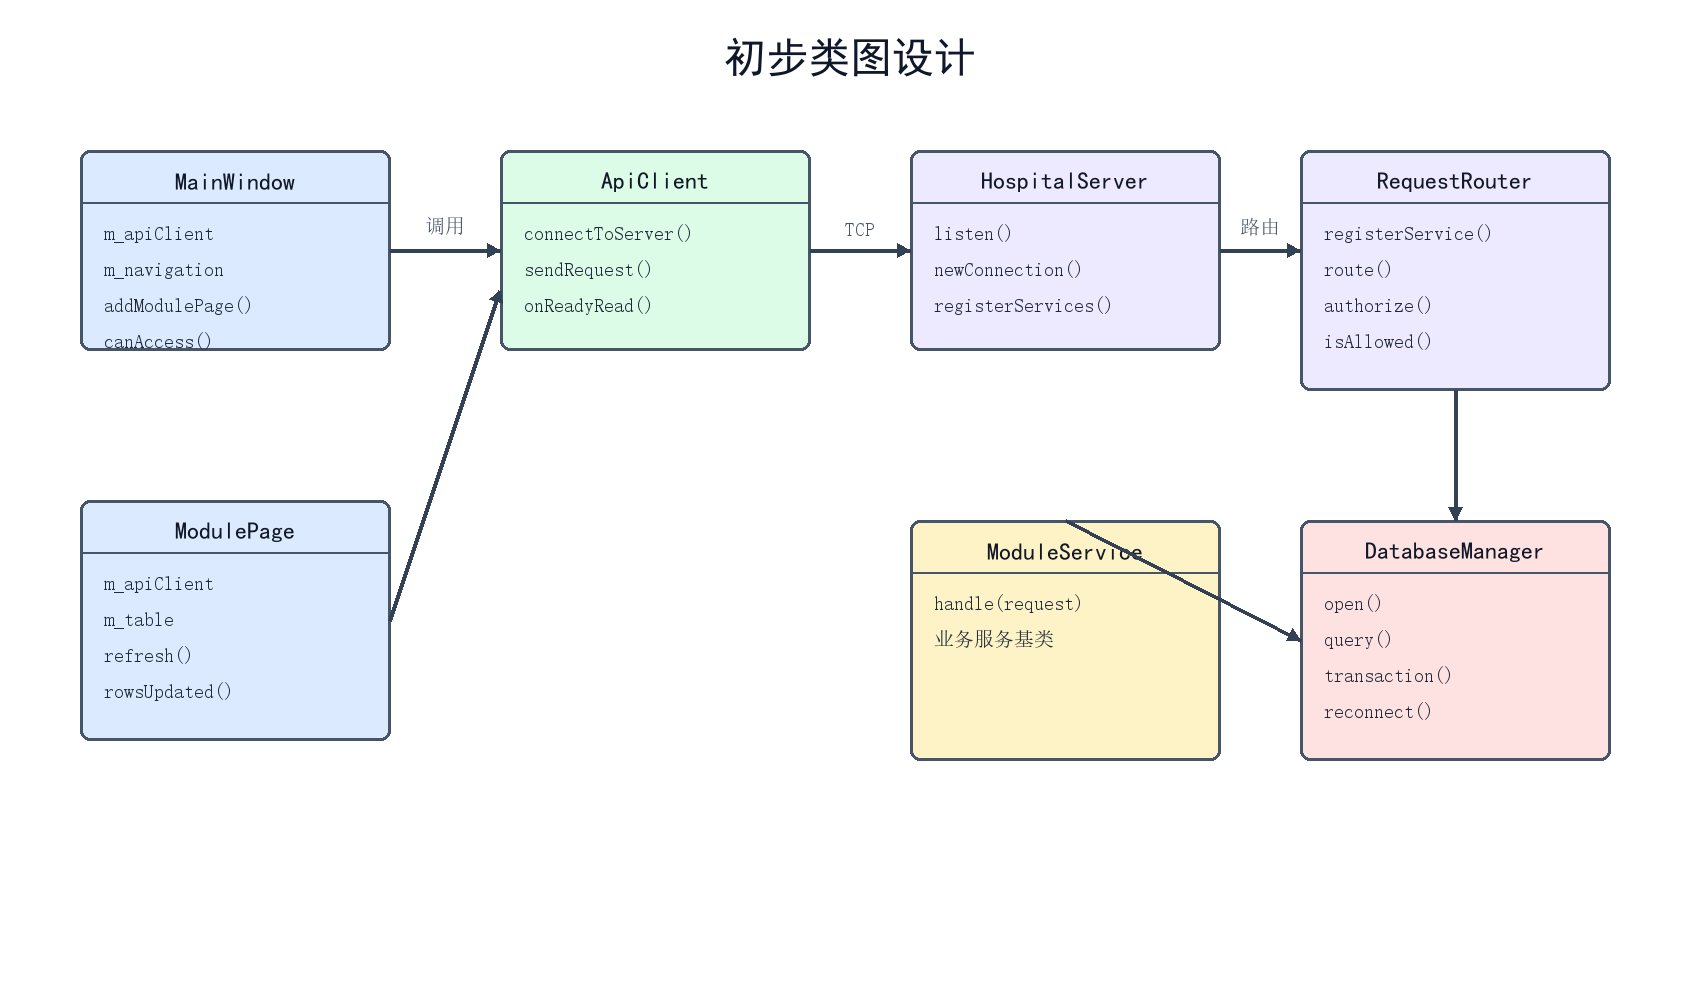 初步类图设计
MainWindow
m_apiClient
m_navigation
addModulePage()
canAccess()
调用
ApiClient
connectToServer()
sendRequest()
onReadyRead()
TCP
HospitalServer
listen()
newConnection()
registerServices()
路由
RequestRouter
registerService()
route()
authorize()
isAllowed()
ModulePage
m_apiClient
m_table
refresh()
rowsUpdated()
ModuleService
handle(request)
业务服务基类
DatabaseManager
open()
query()
transaction()
reconnect()